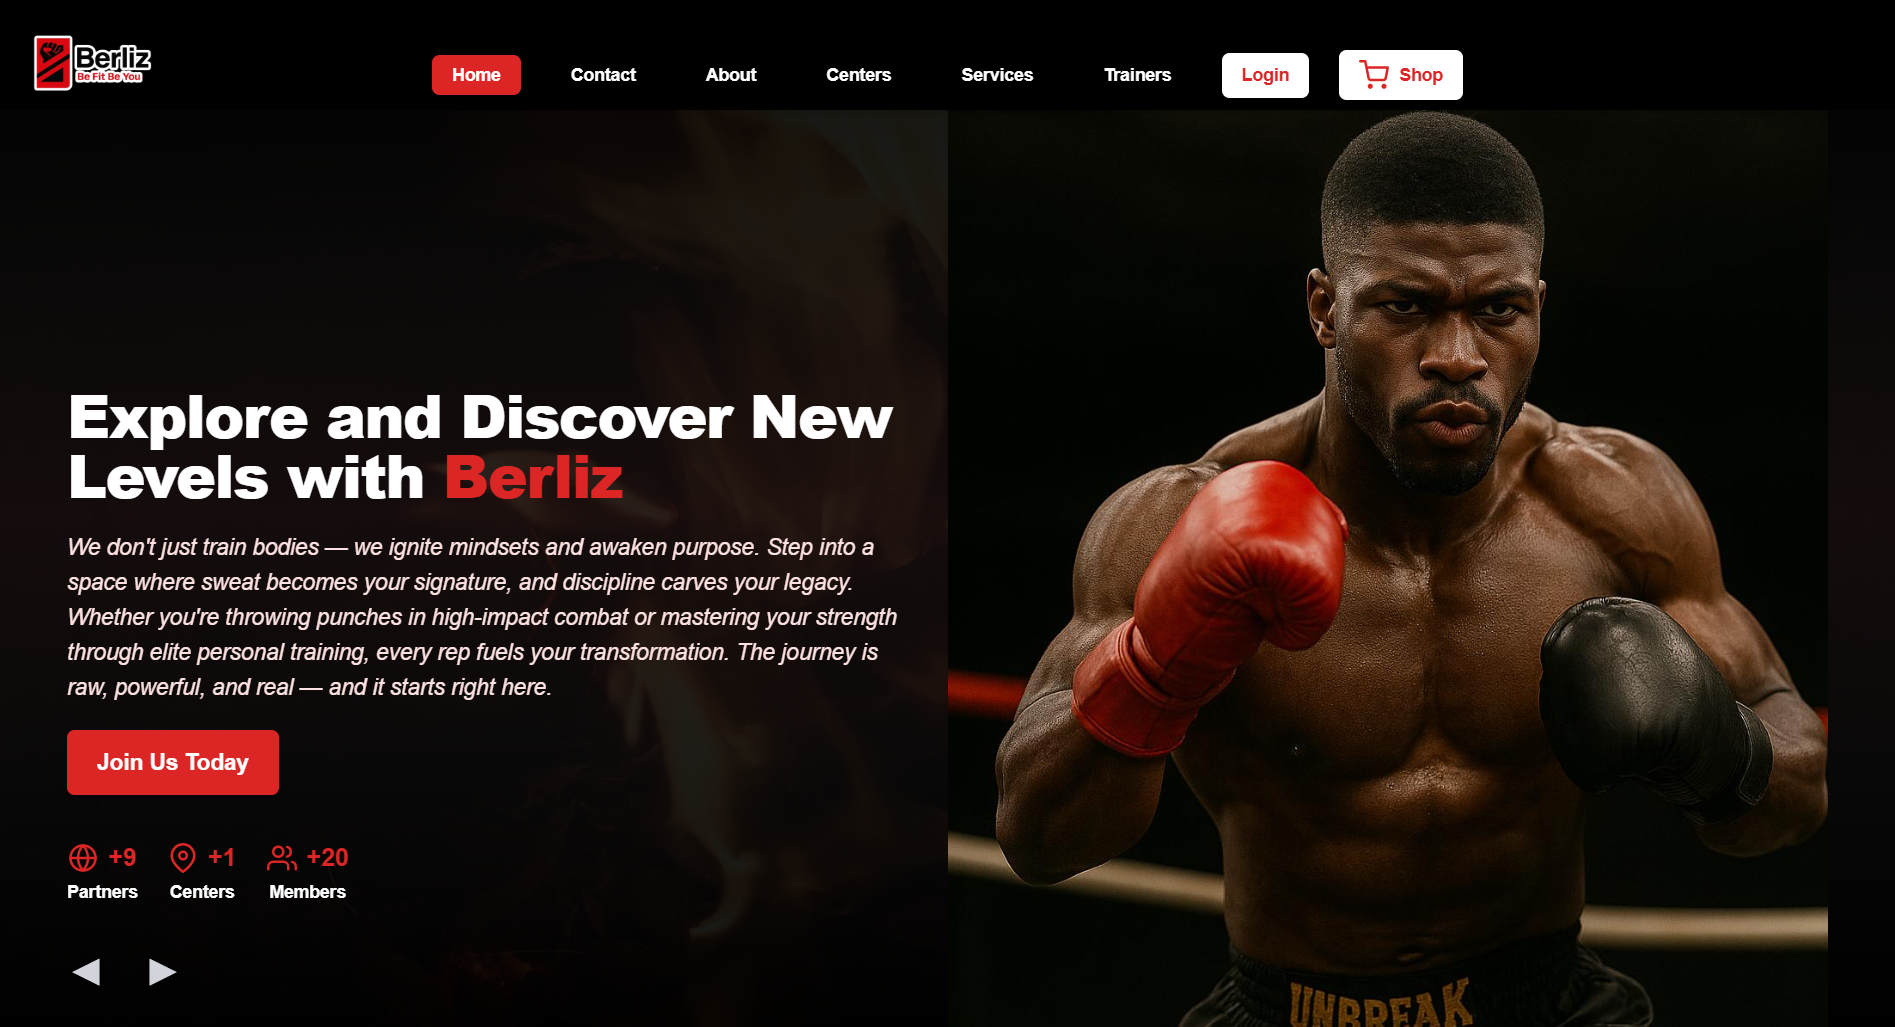 Berliz
Be Fit Be You
Home
Contact
About
Centers
Services
Trainers
Login
Shop
Explore and Discover New
Levels with Berliz
We don't just train bodies — we ignite mindsets and awaken purpose. Step into a
space where sweat becomes your signature, and discipline carves your legacy.
Whether you're throwing punches in high-impact combat or mastering your strength
through elite personal training, every rep fuels your transformation. The journey is
raw, powerful, and real — and it starts right here.
Join Us Today
+9
Partners
+1
Centers
+20
Members
UNBREAK